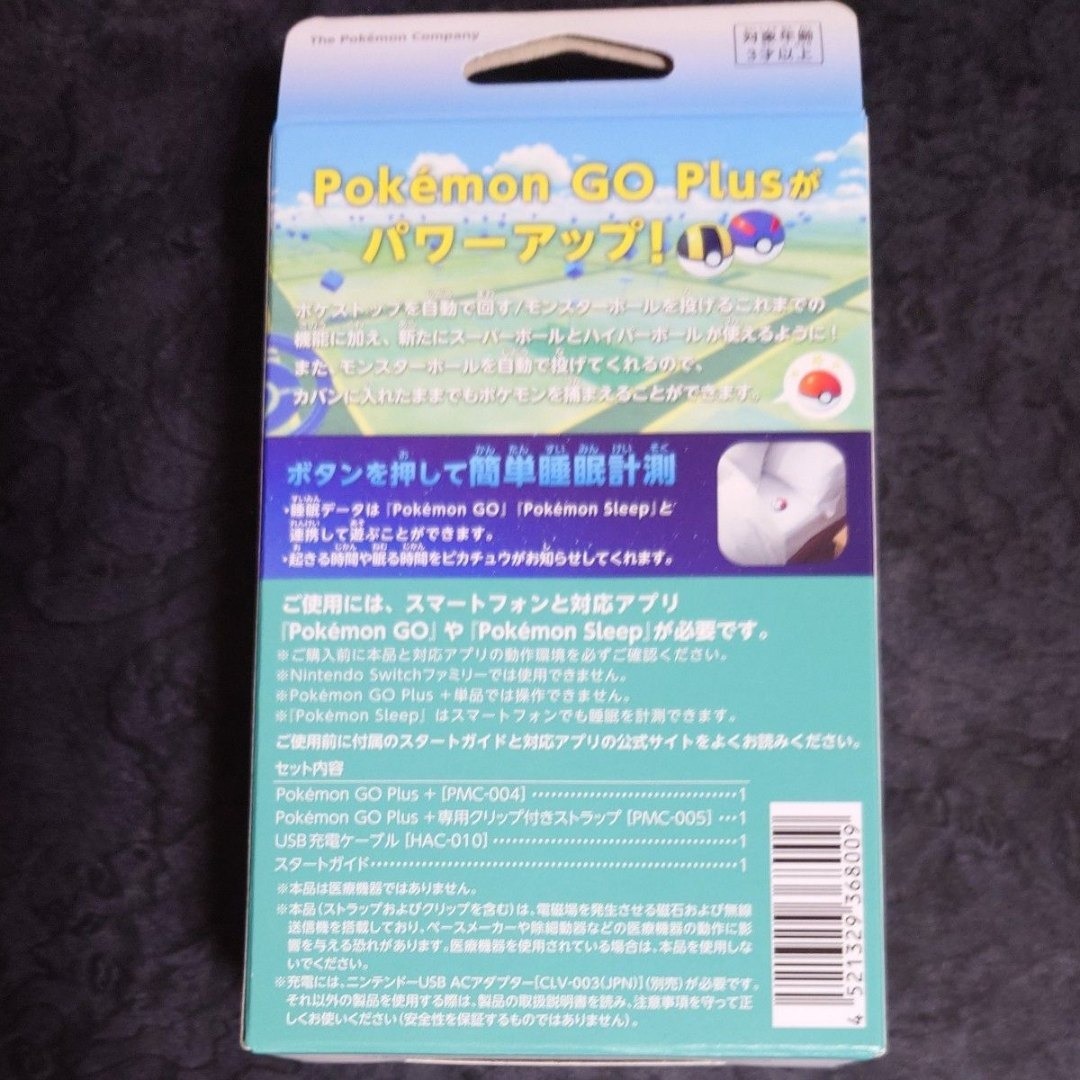 The Pokémon Company
対象年齢
3才以上
Pokémon GO Plusが
パワーアップ!
ポケストップを自動で回す/モンスターボールを投げるこれまでの
機能に加え、新たにスーパーボールとハイパーボールが使えるように!
また、モンスターボールを自動で投げてくれるので、
カバンに入れたままでもポケモンを捕まえることができます。
ボタンを押して簡単睡眠計測
・睡眠データは『Pokémon GO』『Pokémon Sleep』と
連携して遊ぶことができます。
・起きる時間や眠る時間をピカチュウがお知らせしてくれます。
ご使用には、スマートフォンと対応アプリ
『Pokémon GO』や『Pokémon Sleep』が必要です。
※ご購入前に本品と対応アプリの動作環境を必ずご確認ください。
※Nintendo Switchファミリーでは使用できません。
※Pokémon GO Plus +単品では操作できません。
※『Pokémon Sleep』はスマートフォンでも睡眠を計測できます。
ご使用前に付属のスタートガイドと対応アプリの公式サイトをよくお読みください。
セット内容
Pokémon GO Plus + [PMC-004] ……………………………1
Pokémon GO Plus +専用クリップ付きストラップ [PMC-005] …1
USB充電ケーブル [HAC-010] ……………………………1
スタートガイド……………………………………………1
※本品は医療機器ではありません。
※本品(ストラップおよびクリップを含む)は、電磁場を発生させる磁石および無線
送信機を搭載しており、ペースメーカーや除細動器などの医療機器の動作に影
響を与える恐れがあります。医療機器を使用されている場合は、本品を使用しな
いでください。
※充電には、ニンテンドーUSB ACアダプター[CLV-003(JPN)](別売)が必要です。
それ以外の製品を使用する際は、製品の取扱説明書を読み、注意事項を守って正
しくお使いください(安全性を保証するものではありません)。
4 521329 368009